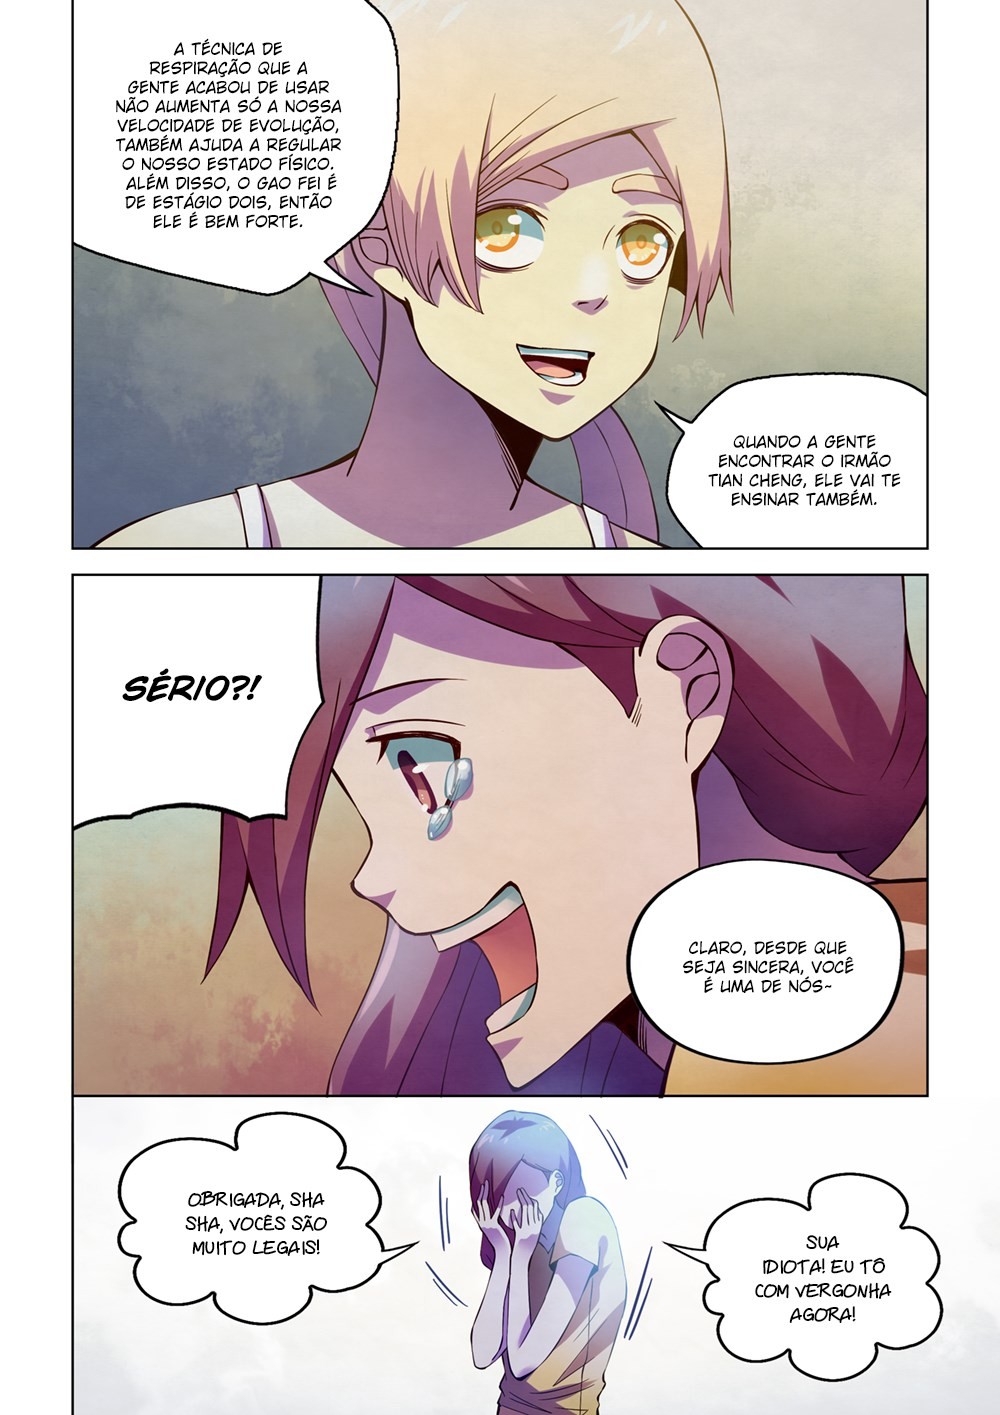 A TÉCNICA DE
RESPIRAÇÃO QUE A
GENTE ACABOU DE USAR
NÃO AUMENTA SÓ A NOSSA
VELOCIDADE DE EVOLUÇÃO,
TAMBÉM AJUDA A REGULAR
O NOSSO ESTADO FÍSICO.
ALÉM DISSO, O GAO FEI É
DE ESTÁGIO DOIS, ENTÃO
ELE É BEM FORTE.
QUANDO A GENTE
ENCONTRAR O IRMÃO
TIAN CHENG, ELE VAI TE
ENSINAR TAMBÉM.
SÉRIO?!
CLARO, DESDE QUE
SEJA SINCERA, VOCÊ
É UMA DE NÓS~
OBRIGADA, SHA
SHA, VOCÊS SÃO
MUITO LEGAIS!
SUA
IDIOTA! EU TÔ
COM VERGONHA
AGORA!